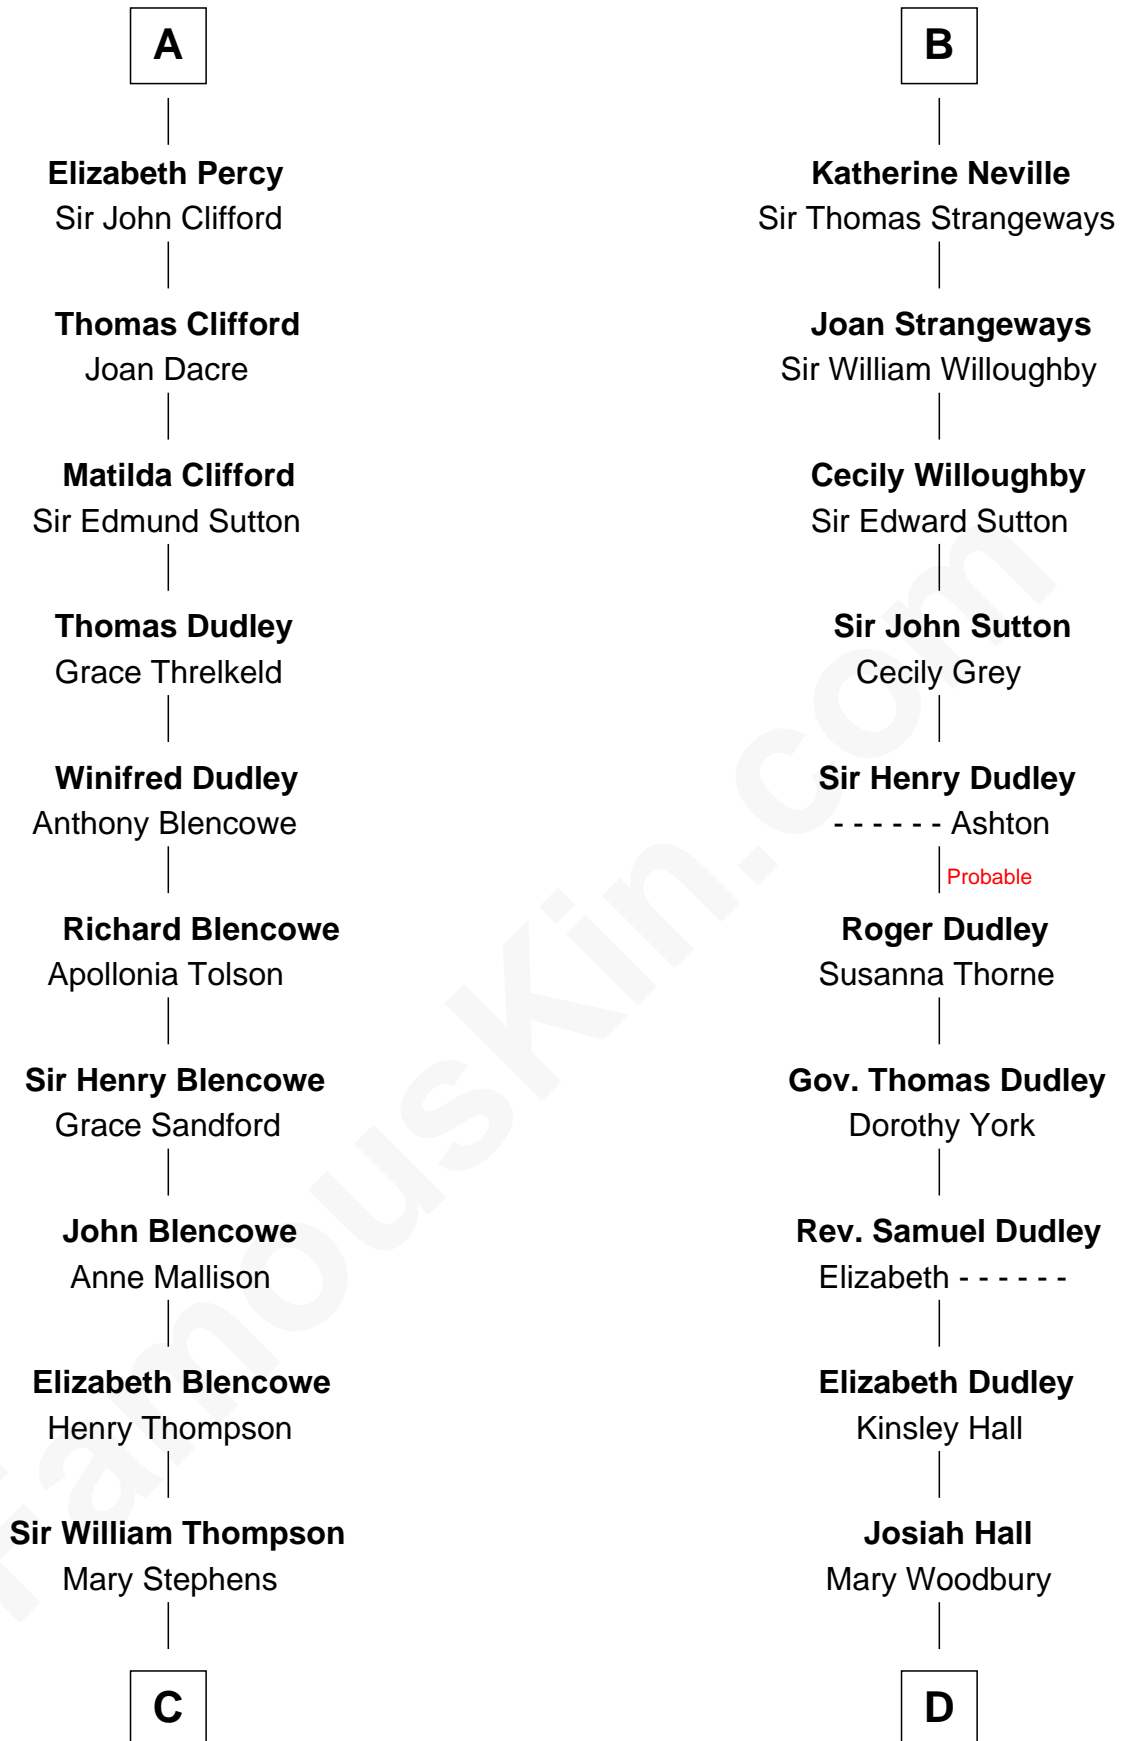 A
Elizabeth Percy
Sir John Clifford
Thomas Clifford
Joan Dacre
Matilda Clifford
Sir Edmund Sutton
Thomas Dudley
Grace Threlkeld
Winifred Dudley
Anthony Blencowe
Richard Blencowe
Apollonia Tolson
Sir Henry Blencowe
Grace Sandford
John Blencowe
Anne Mallison
Elizabeth Blencowe
Henry Thompson
Sir William Thompson
Mary Stephens
C
B
Katherine Neville
Sir Thomas Strangeways
Joan Strangeways
Sir William Willoughby
Cecily Willoughby
Sir Edward Sutton
Sir John Sutton
Cecily Grey
Sir Henry Dudley
- - - - - - Ashton
Probable
Roger Dudley
Susanna Thorne
Gov. Thomas Dudley
Dorothy York
Rev. Samuel Dudley
Elizabeth - - - - - -
Elizabeth Dudley
Kinsley Hall
Josiah Hall
Mary Woodbury
D
FamousKin.com